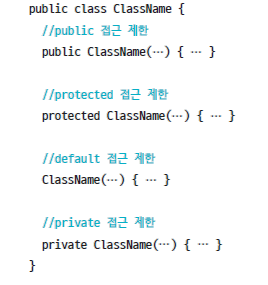 public class ClassName {
//public 접근 제한
public ClassName(…) { … }
//protected 접근 제한
protected ClassName(…) { … }
//default 접근 제한
ClassName(…) { … }
//private 접근 제한
private ClassName(…) { … }
}